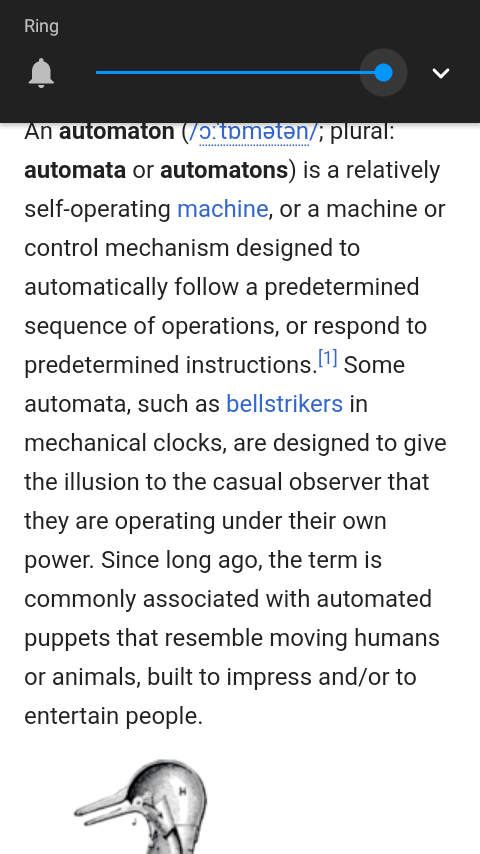 Ring
An automaton (/ɔːˈtɒmətən/; plural:
automata or automatons) is a relatively
self-operating machine, or a machine or
control mechanism designed to
automatically follow a predetermined
sequence of operations, or respond to
predetermined instructions.[1] Some
automata, such as bellstrikers in
mechanical clocks, are designed to give
the illusion to the casual observer that
they are operating under their own
power. Since long ago, the term is
commonly associated with automated
puppets that resemble moving humans
or animals, built to impress and/or to
entertain people.
H
J